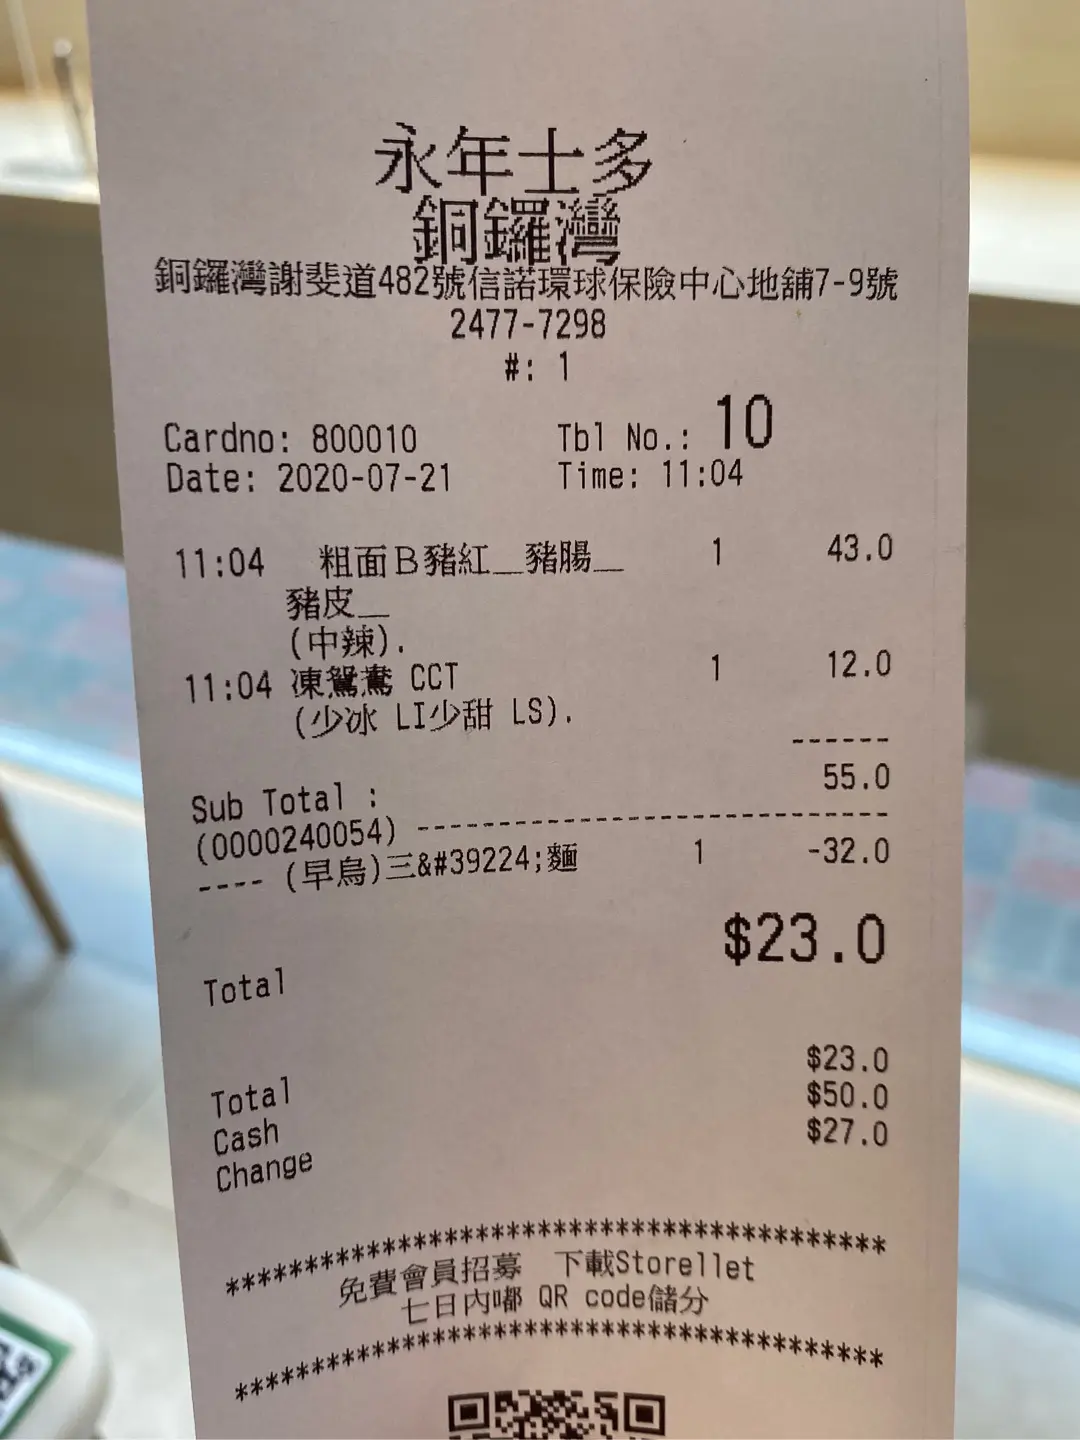 永年士多
銅鑼灣
銅鑼灣謝斐道482號信諾環球保險中心地舖7-9號
2477-7298
#: 1
Cardno: 800010 Tbl No.: 10
Date: 2020-07-21 Time: 11:04
11:04 粗面B豬紅__豬腸__ 1 43.0
豬皮__
(中辣).
11:04 凍鴛鴦 CCT 1 12.0
(少冰 LI少甜 LS).
------
Sub Total : 55.0
(0000240054) ----------------------------
---- (早鳥)三&#39224;麵 1 -32.0
Total $23.0
Total $23.0
Cash $50.0
Change $27.0
******************************************
免費會員招募 下載Storellet
七日內嘟 QR code儲分
******************************************